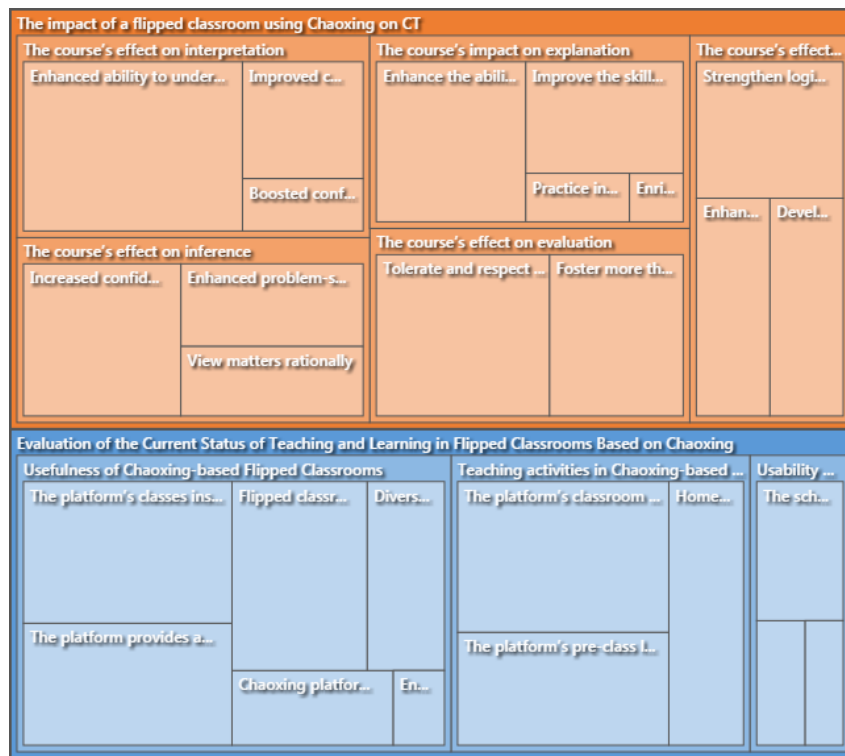 The impact of a flipped classroom using Chaoxing on CT
The course's effect on interpretation
Enhanced ability to under...
Improved c...
Boosted conf...
The course's impact on explanation
Enhance the abili...
Improve the skill...
Practice in...
Enri...
The course's effect...
Strengthen logi...
Enhan...
Devel...
The course's effect on inference
Increased confid...
Enhanced problem-s...
View matters rationally
The course's effect on evaluation
Tolerate and respect ...
Foster more th...
Evaluation of the Current Status of Teaching and Learning in Flipped Classrooms Based on Chaoxing
Usefulness of Chaoxing-based Flipped Classrooms
The platform's classes ins...
Flipped classr...
Divers...
The platform provides a...
Chaoxing platfor...
En...
Teaching activities in Chaoxing-based ...
The platform's classroom ...
Home...
The platform's pre-class l...
Usability ...
The sch...